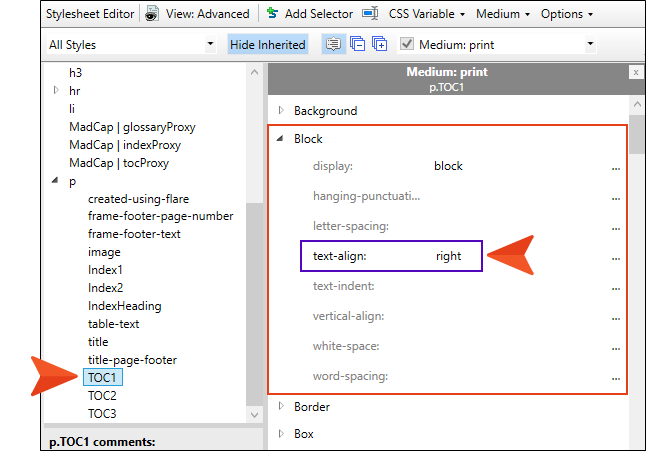 Stylesheet Editor View: Advanced Add Selector CSS Variable Medium Options
All Styles Hide Inherited Medium: print
h3
hr
li
MadCap | glossaryProxy
MadCap | indexProxy
MadCap | tocProxy
p
created-using-flare
frame-footer-page-number
frame-footer-text
image
Index1
Index2
IndexHeading
table-text
title
title-page-footer
TOC1
TOC2
TOC3
p.TOC1 comments:
Medium: print
p.TOC1
Background
Block
display: block ...
hanging-punctuati... ...
letter-spacing: ...
text-align: right ...
text-indent: ...
vertical-align: ...
white-space: ...
word-spacing: ...
Border
Box